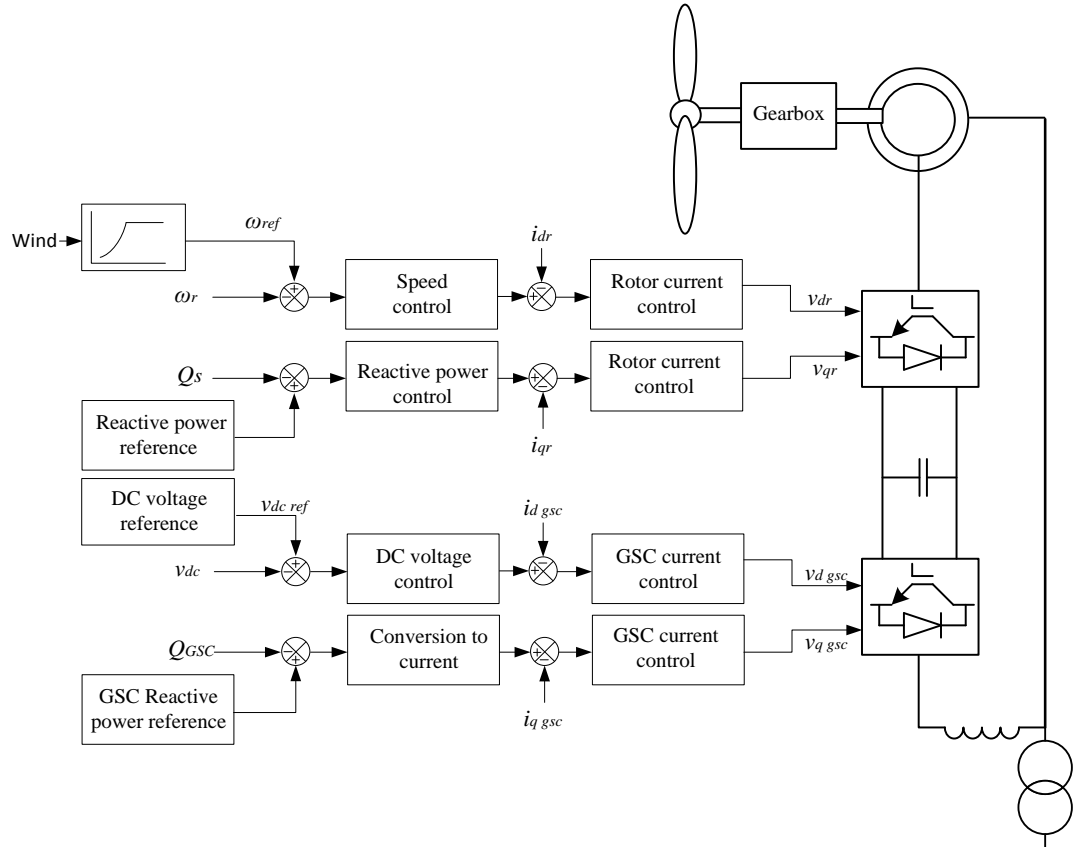 Gearbox
Wind
ωref
ωr
Speed
control
idr
Rotor current
control
vdr
Qs
Reactive power
control
iqr
Rotor current
control
vqr
Reactive power
reference
DC voltage
reference
vdc ref
vdc
DC voltage
control
id gsc
GSC current
control
vd gsc
QGSC
Conversion to
current
iq gsc
GSC current
control
vq gsc
GSC Reactive
power reference